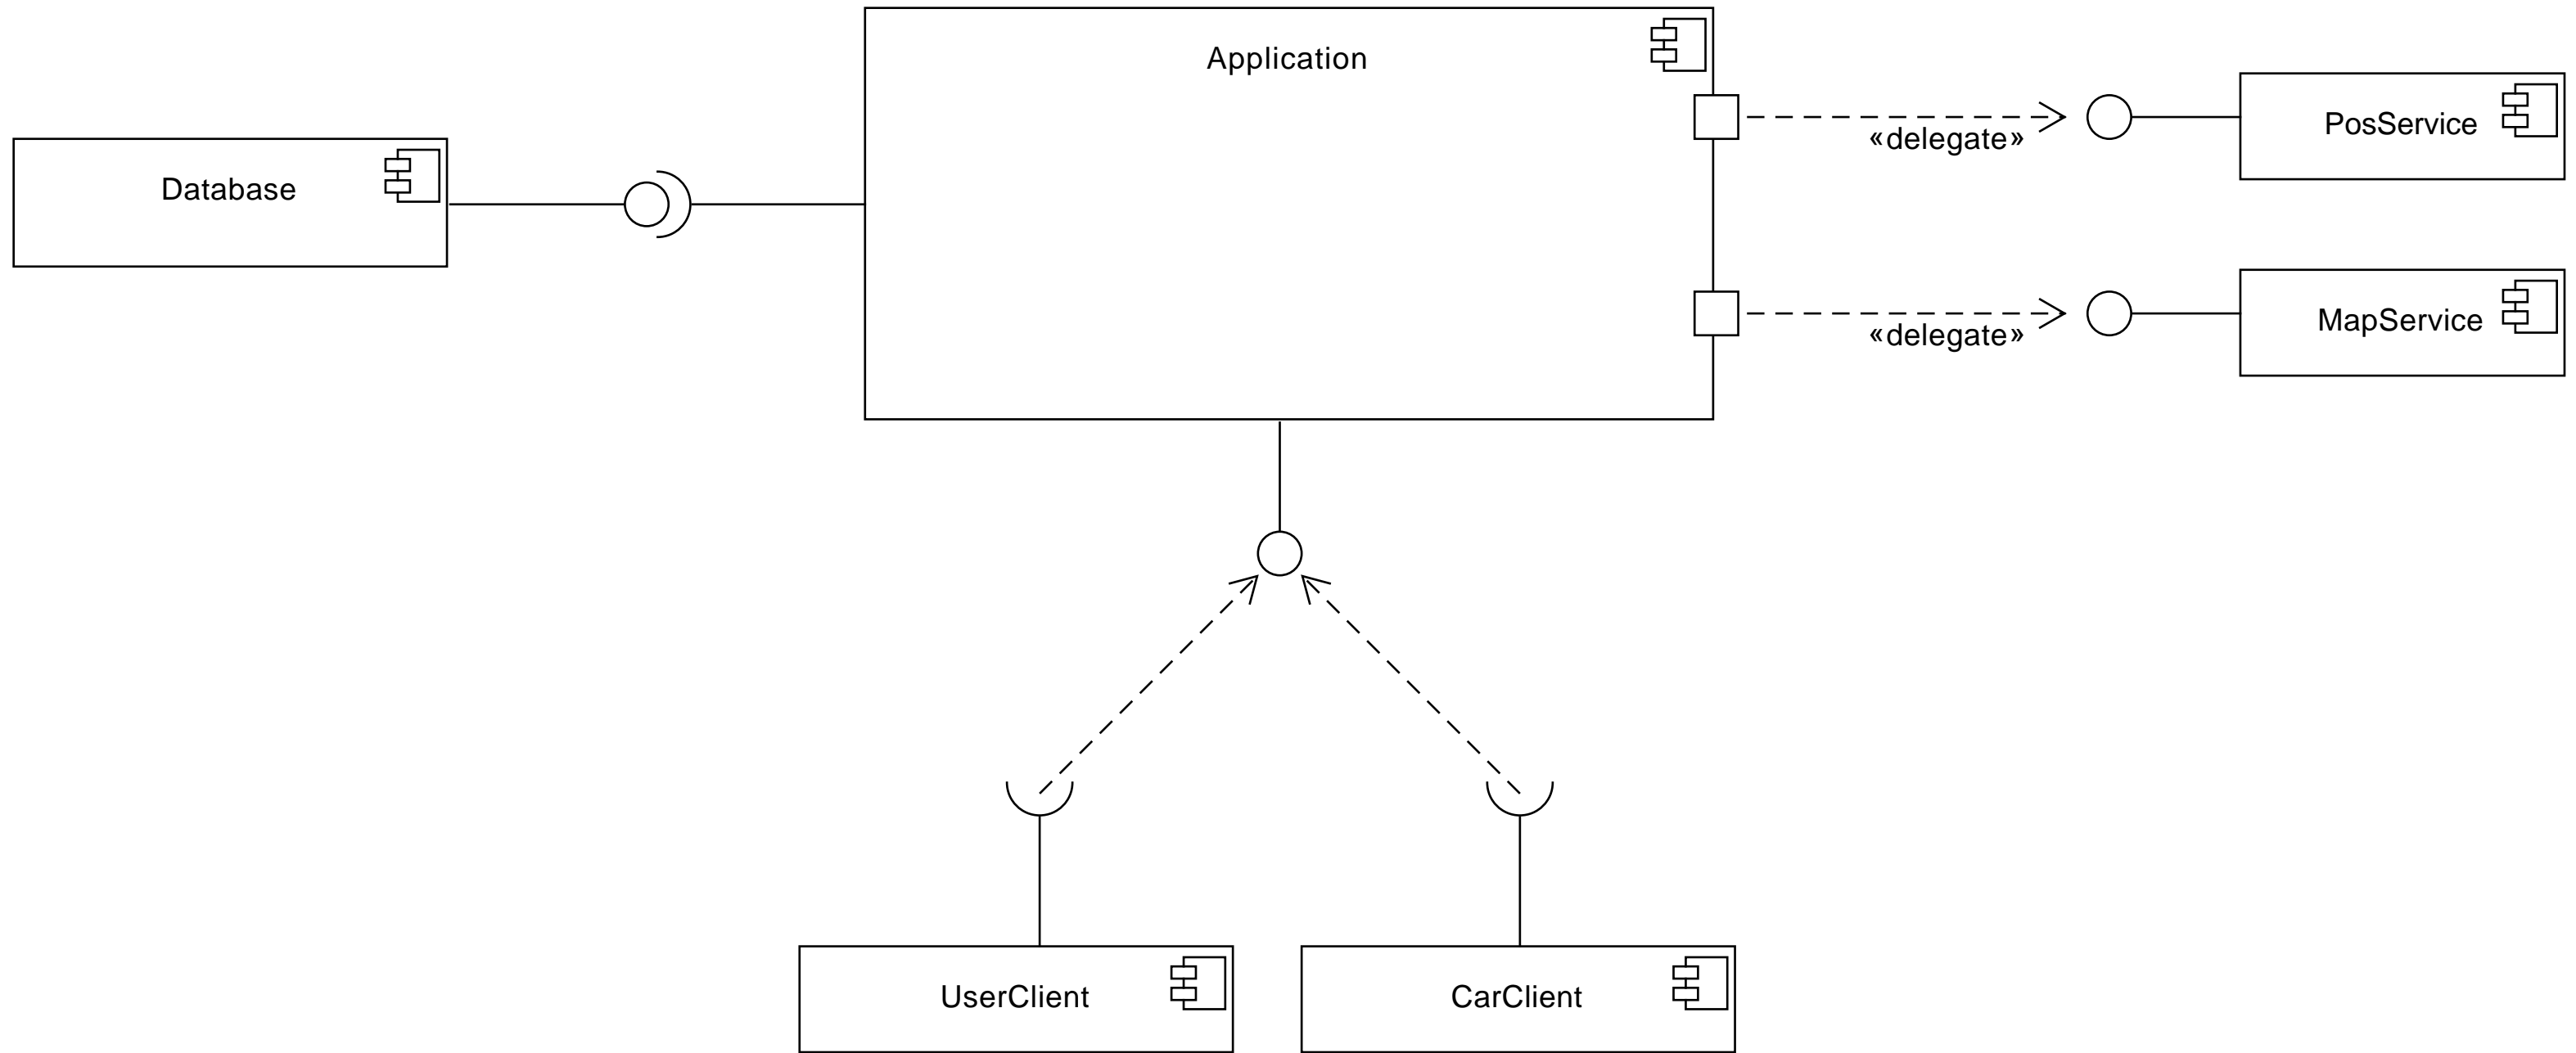 Application
PosService
«delegate»
Database
MapService
«delegate»
UserClient
CarClient